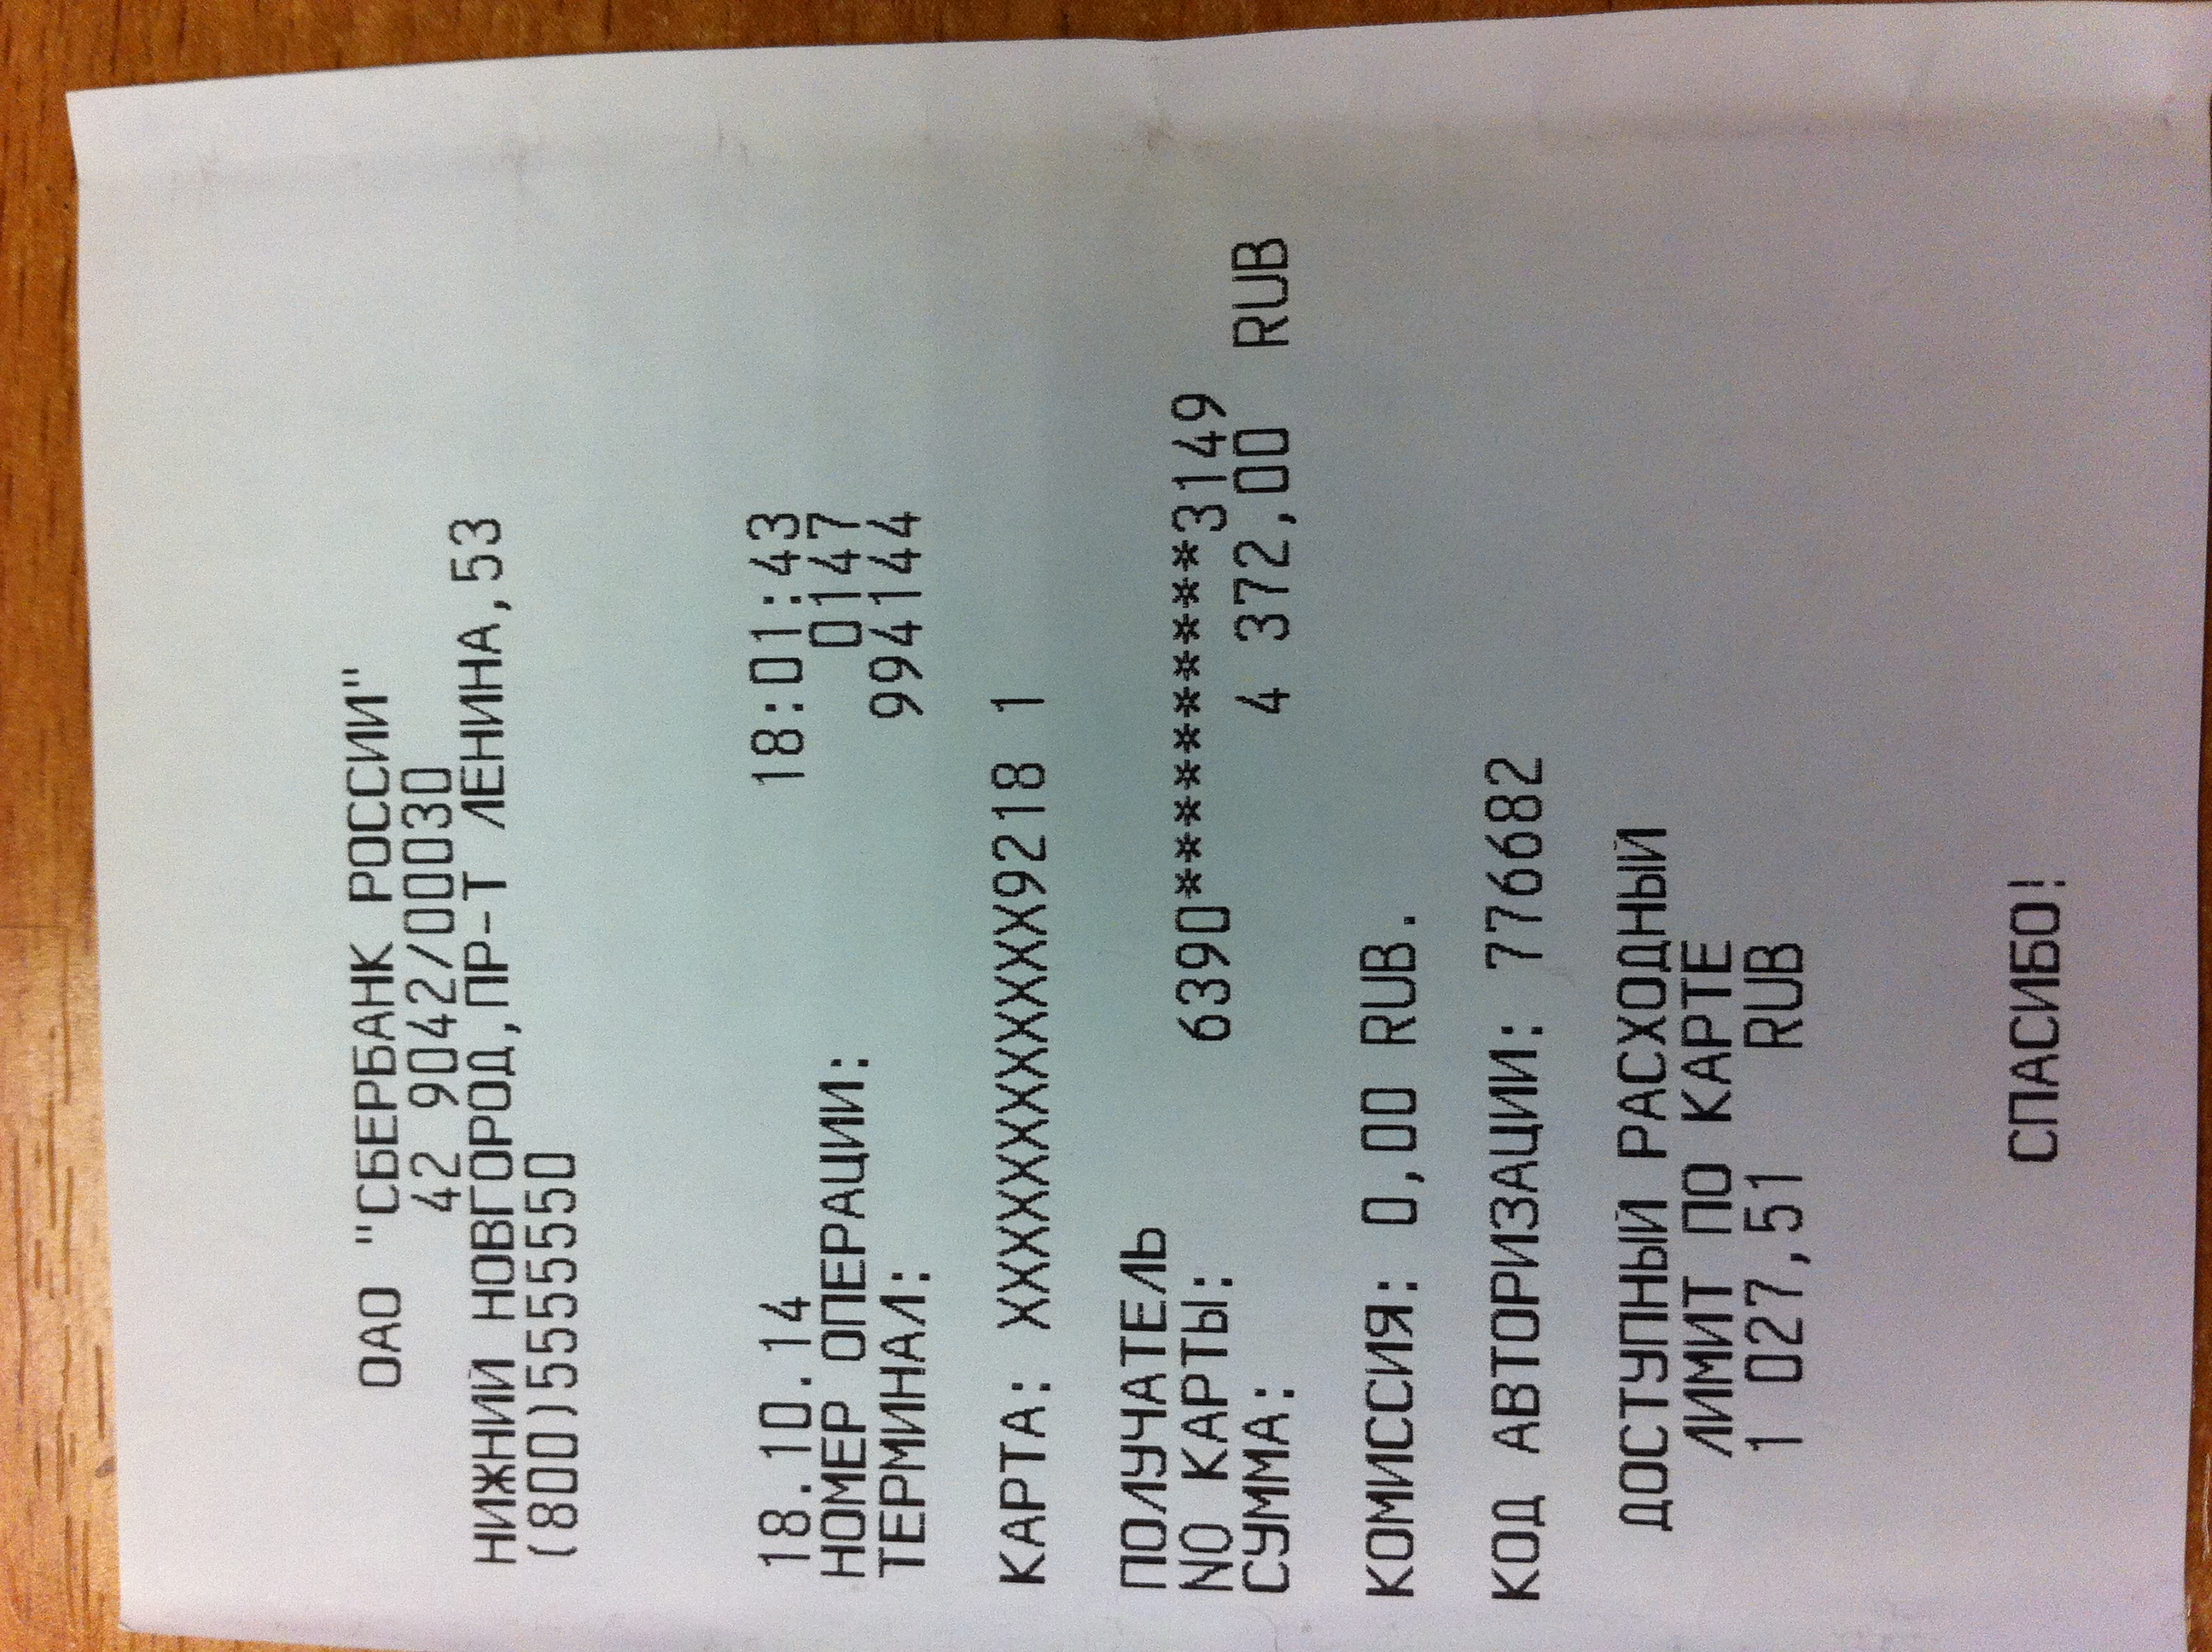 ОАО "СБЕРБАНК РОССИИ"
42 9042/00030
НИЖНИЙ НОВГОРОД,ПР-Т ЛЕНИНА,53
(800)5555550
18.10.14 18:01:43
НОМЕР ОПЕРАЦИИ: 0147
ТЕРМИНАЛ: 994144
КАРТА: XXXXXXXXXXXXXX9218 1
ПОЛУЧАТЕЛЬ
NO КАРТЫ: 6390**********3149
СУММА: 4 372,00 RUB
КОМИССИЯ: 0,00 RUB.
КОД АВТОРИЗАЦИИ: 776682
ДОСТУПНЫЙ РАСХОДНЫЙ
ЛИМИТ ПО КАРТЕ
1 027,51 RUB
СПАСИБО!